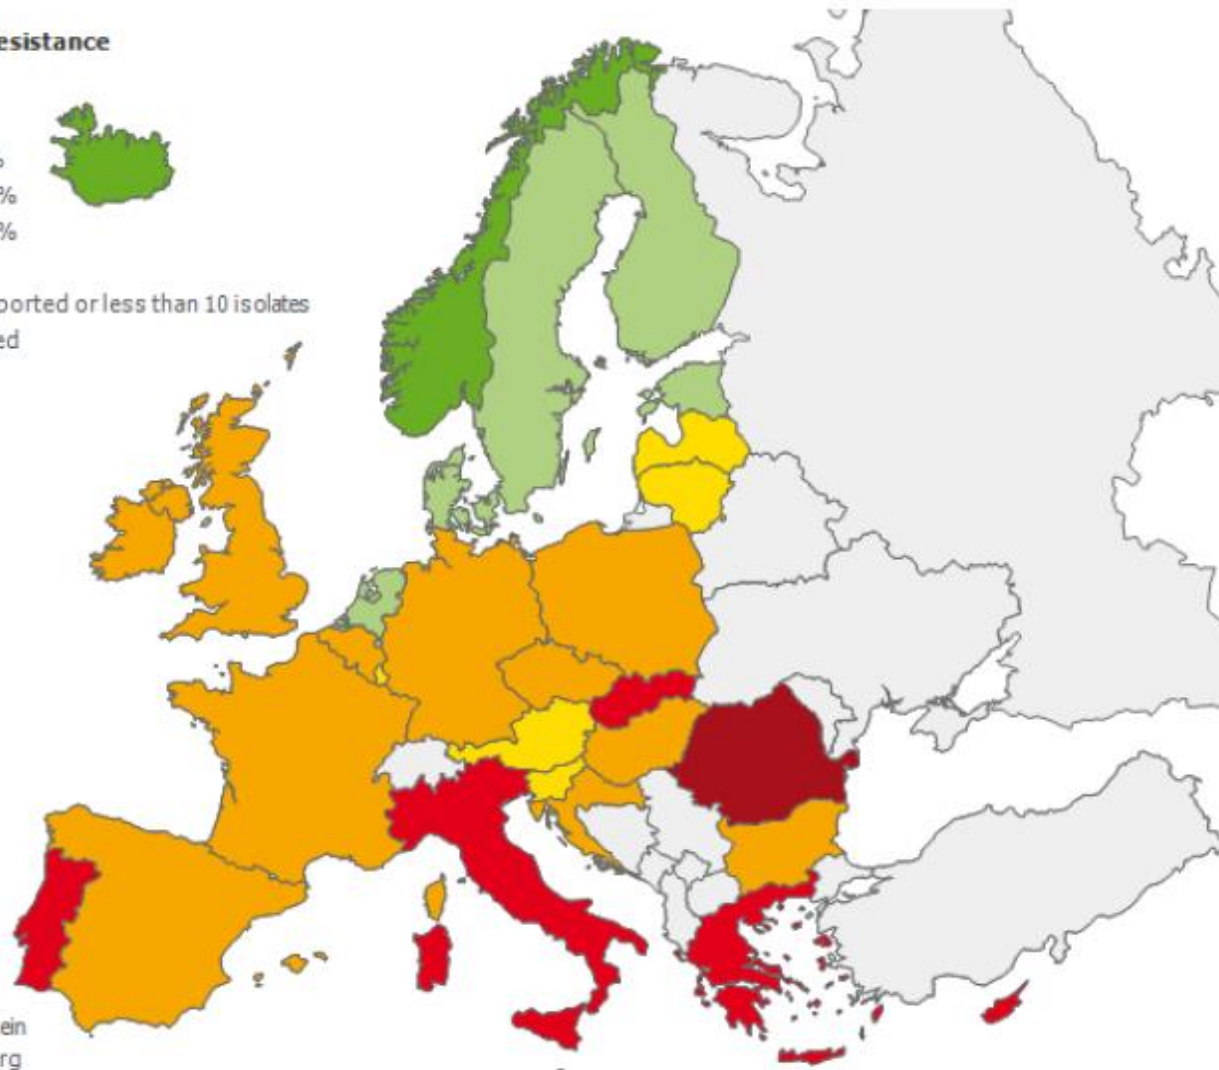 esistance
%
%
%
ported or less than 10 isolates
ed
ein
rg